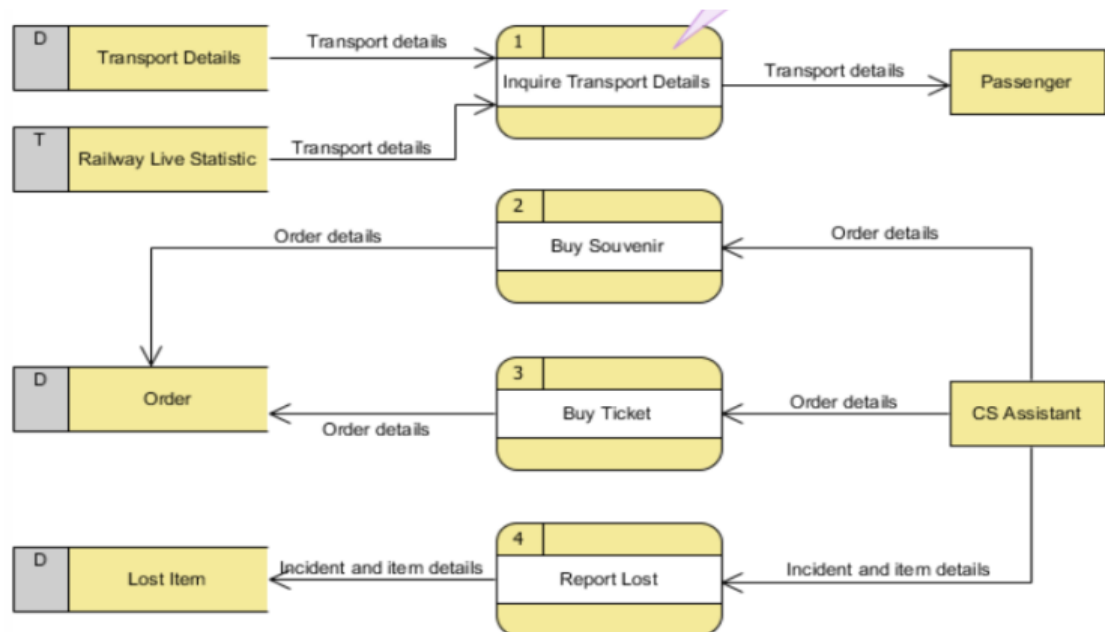 D
Transport Details
Transport details
1
Inquire Transport Details
Transport details
Passenger
T
Railway Live Statistic
Transport details
2
Buy Souvenir
Order details
Order details
D
Order
Order details
3
Buy Ticket
Order details
CS Assistant
D
Lost Item
Incident and item details
4
Report Lost
Incident and item details